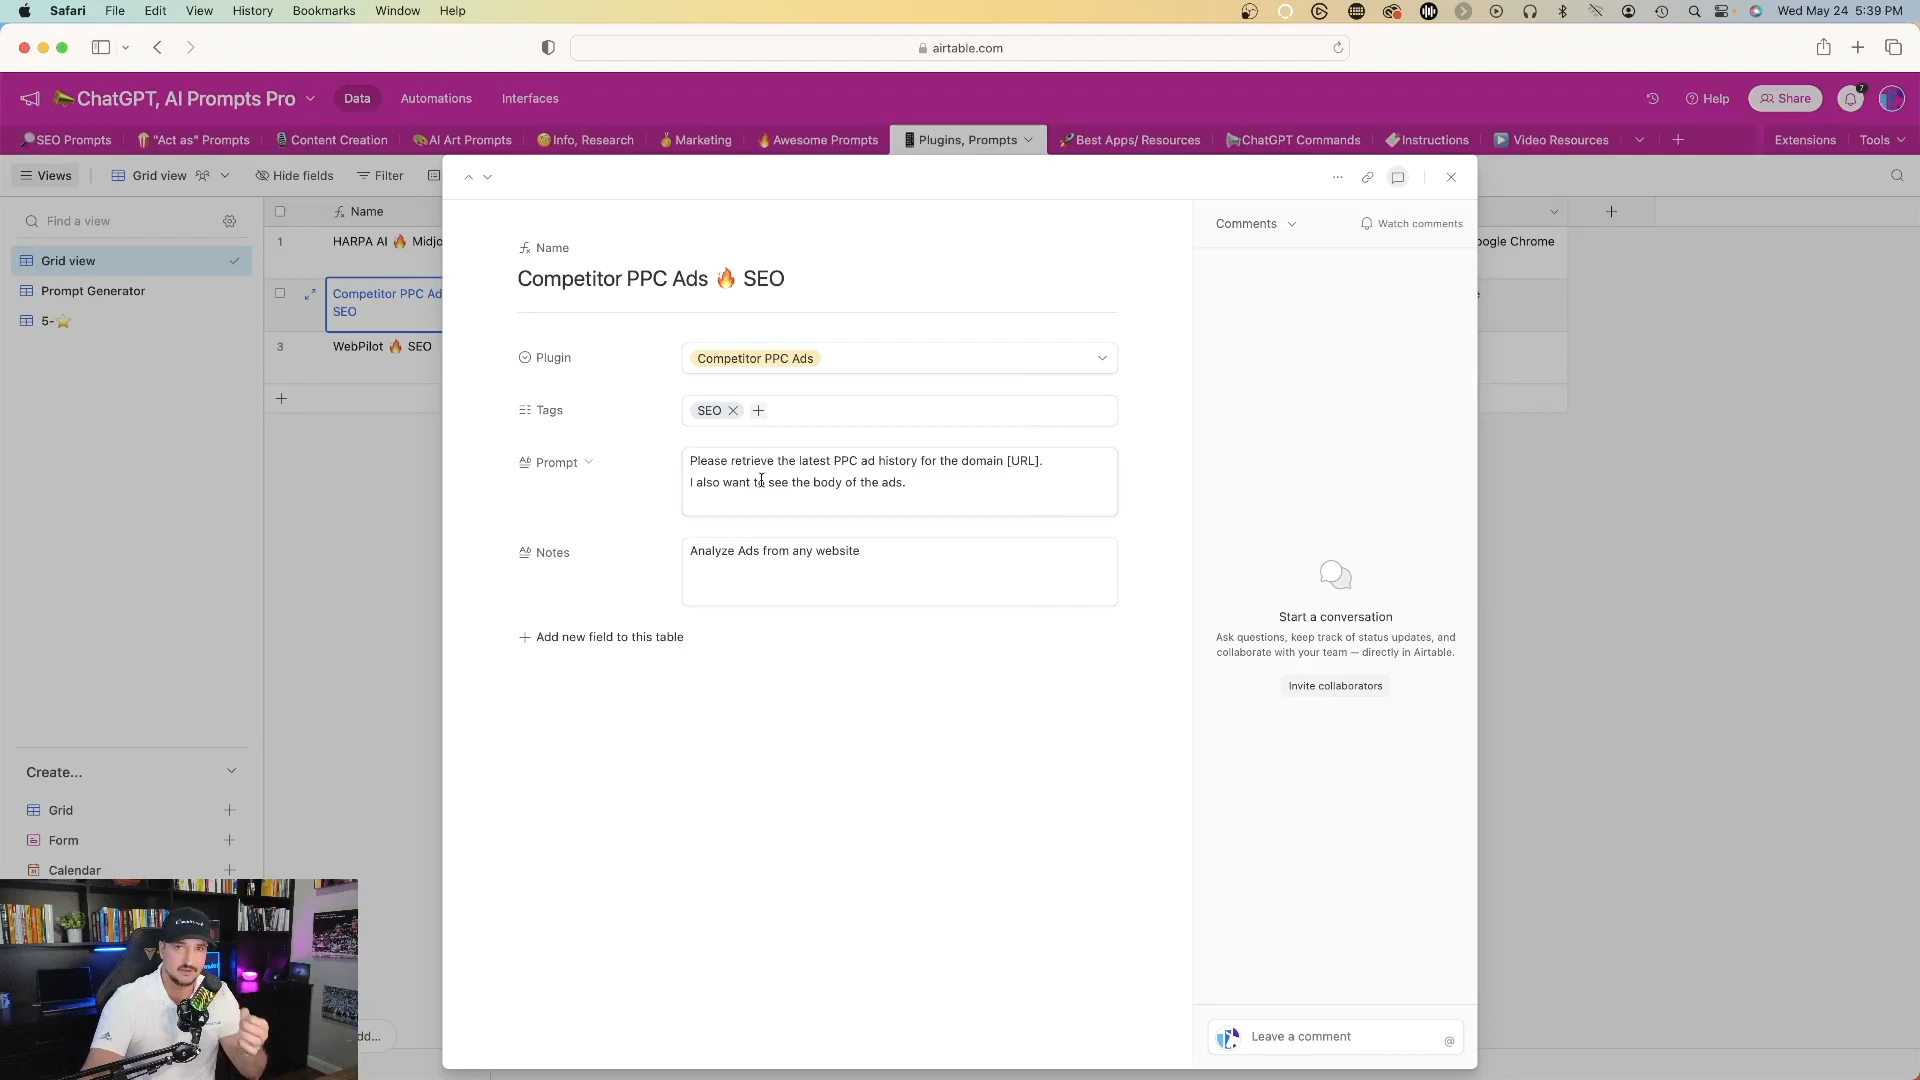 Safari File Edit View History Bookmarks Window Help
Wed May 24 5:39 PM
airtable.com
ChatGPT, AI Prompts Pro
Data Automations Interfaces
Help
Share
7
SEO Prompts
"Act as" Prompts
Content Creation
AI Art Prompts
Info, Research
Marketing
Awesome Prompts
Plugins, Prompts
Best Apps/ Resources
ChatGPT Commands
Instructions
Video Resources
Extensions
Tools
Views
Grid view
Hide fields
Filter
Find a view
Grid view
Prompt Generator
5-⭐
Name
1 HARPA AI 🔥 Midjo
Competitor PPC Ad
SEO
3 WebPilot 🔥 SEO
oogle Chrome
Name
Competitor PPC Ads 🔥 SEO
Plugin
Competitor PPC Ads
Tags
SEO
Prompt
Please retrieve the latest PPC ad history for the domain [URL].
I also want to see the body of the ads.
Notes
Analyze Ads from any website
Add new field to this table
Comments
Watch comments
Start a conversation
Ask questions, keep track of status updates, and
collaborate with your team — directly in Airtable.
Invite collaborators
Leave a comment
@
Create...
Grid
Form
Calendar
dd...